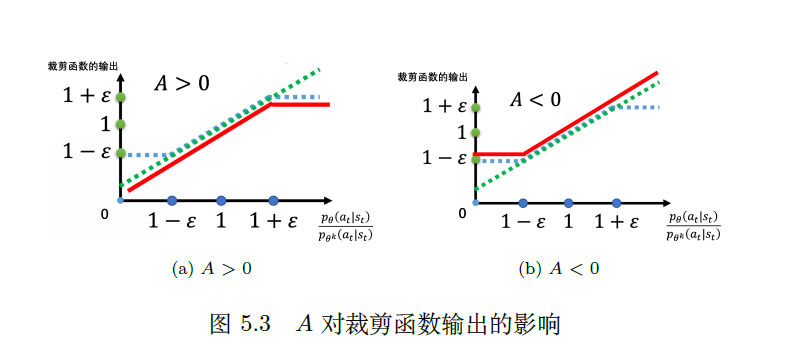 裁剪函数的输出
A > 0
1 + ε
1
1 − ε
0
1 − ε 1 1 + ε
pθ(at|st)
pθk(at|st)
(a) A > 0
裁剪函数的输出
A < 0
1 + ε
1
1 − ε
0
1 − ε 1 1 + ε
pθ(at|st)
pθk(at|st)
(b) A < 0
图 5.3 A 对裁剪函数输出的影响